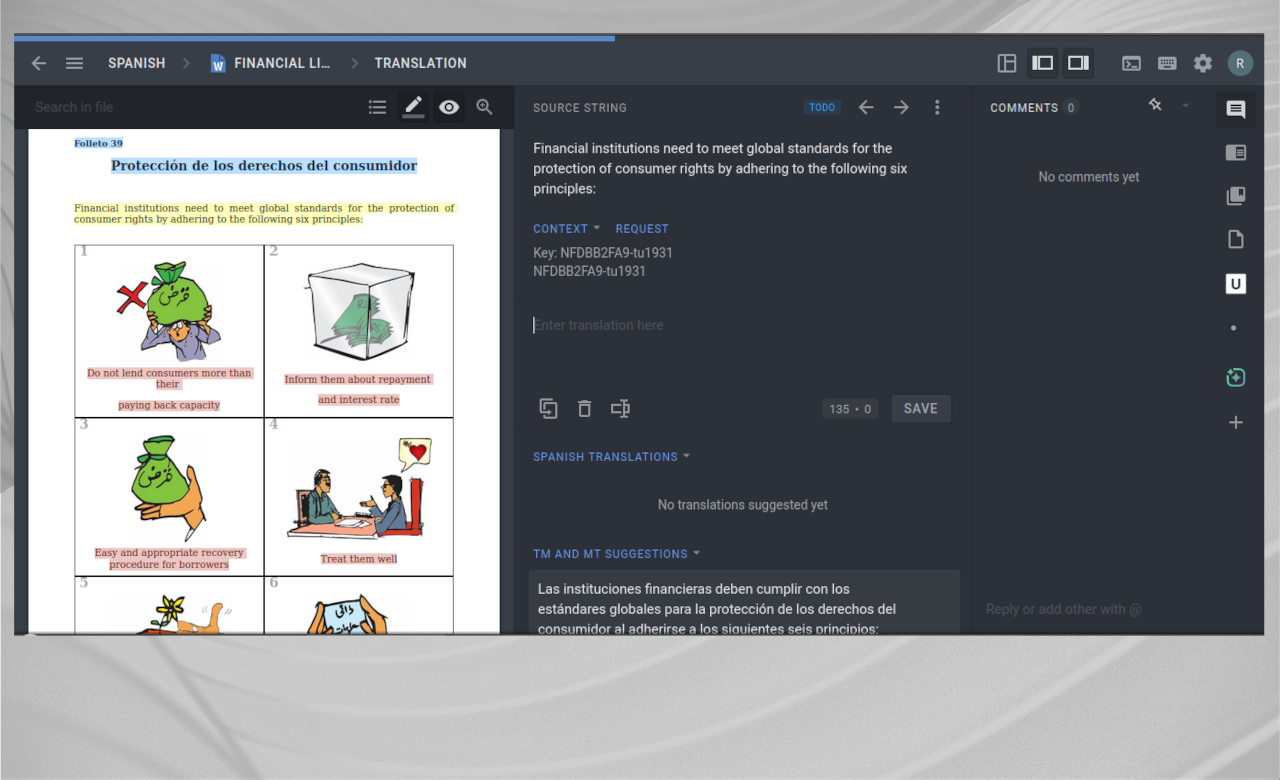 SPANISH
FINANCIAL LI...
TRANSLATION
R
Search in file
Folleto 39
Protección de los derechos del consumidor
Financial institutions need to meet global standards for the protection of
consumer rights by adhering to the following six principles:
1
قرض
Do not lend consumers more than
their
paying back capacity
2
Inform them about repayment
and interest rate
3
قرض
Easy and appropriate recovery
procedure for borrowers
4
Treat them well
5
6
SOURCE STRING
TODO
Financial institutions need to meet global standards for the
protection of consumer rights by adhering to the following six
principles:
CONTEXT
REQUEST
Key: NFDBB2FA9-tu1931
NFDBB2FA9-tu1931
Enter translation here
135 • 0
SAVE
SPANISH TRANSLATIONS
No translations suggested yet
TM AND MT SUGGESTIONS
Las instituciones financieras deben cumplir con los
estándares globales para la protección de los derechos del
consumidor al adherirse a los siguientes seis principios:
COMMENTS 0
No comments yet
Reply or add other with @
U